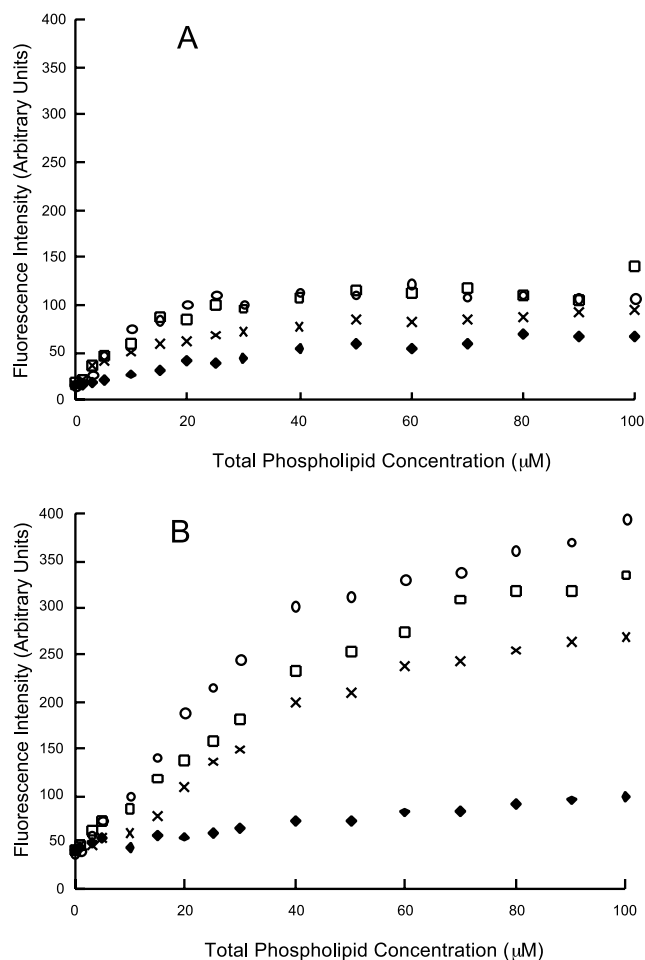 A
400
350
300
250
200
150
100
50
0
Fluorescence Intensity (Arbitrary Units)
0 20 40 60 80 100
Total Phospholipid Concentration (μM)
B
400
350
300
250
200
150
100
50
0
Fluorescence Intensity (Arbitrary Units)
0 20 40 60 80 100
Total Phospholipid Concentration (μM)